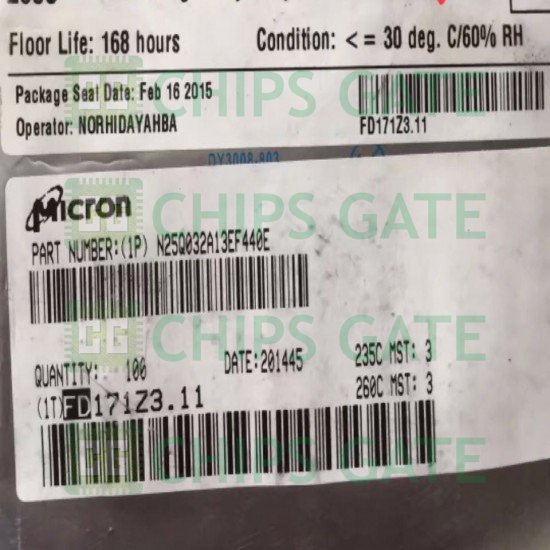 Floor Life: 168 hours Condition: < = 30 deg. C/60% RH
Package Seal Date: Feb 16 2015
Operator: NORHIDAYAHBA FD171Z3.11
CHIPS GATE
Micron
CHIPS GATE
PART NUMBER:(1P) N25Q032A13EF440E
CHIPS GATE
QUANTITY: 100 DATE:201445 235C MST: 3
260C MST: 3
(1T)FD171Z3.11
CHIPS GATE